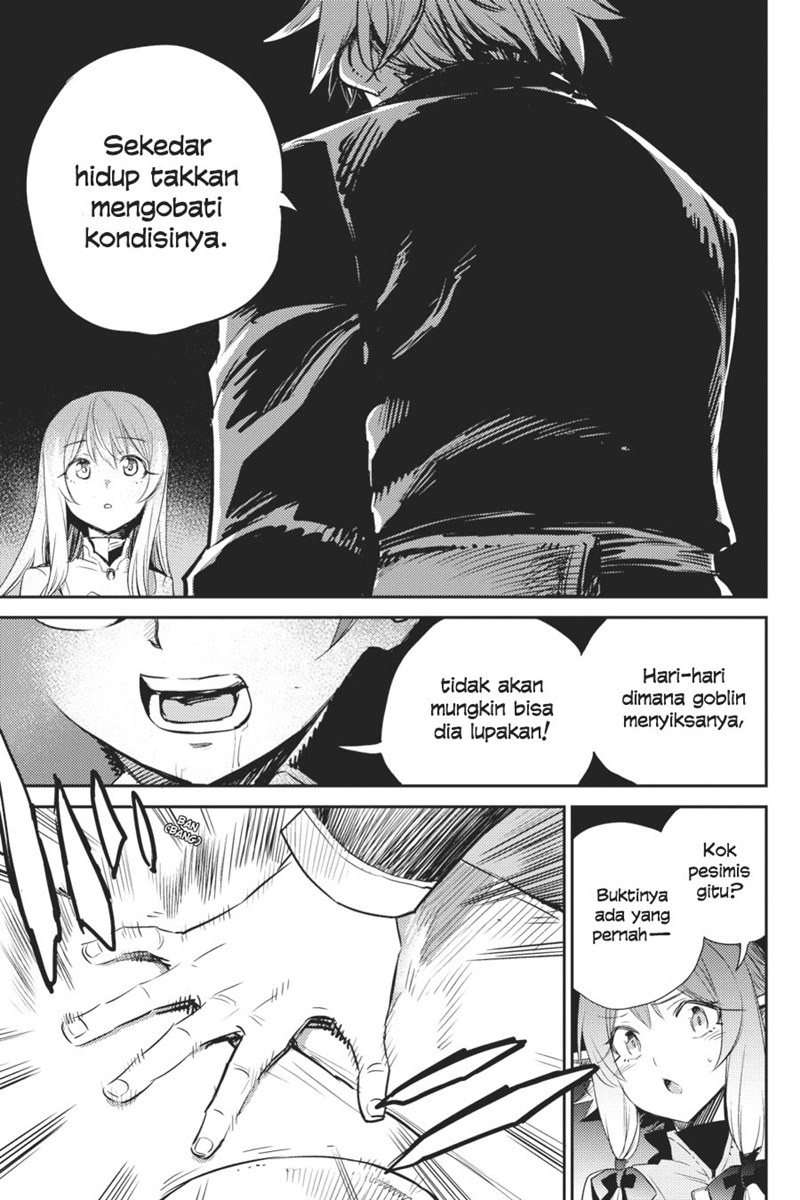 Sekedar
hidup takkan
mengobati
kondisinya.
Hari-hari
dimana goblin
menyiksanya,
tidak akan
mungkin bisa
dia lupakan!
Kok
pesimis
gitu?
Buktinya
ada yang
pernah—
BAN
(BANG)